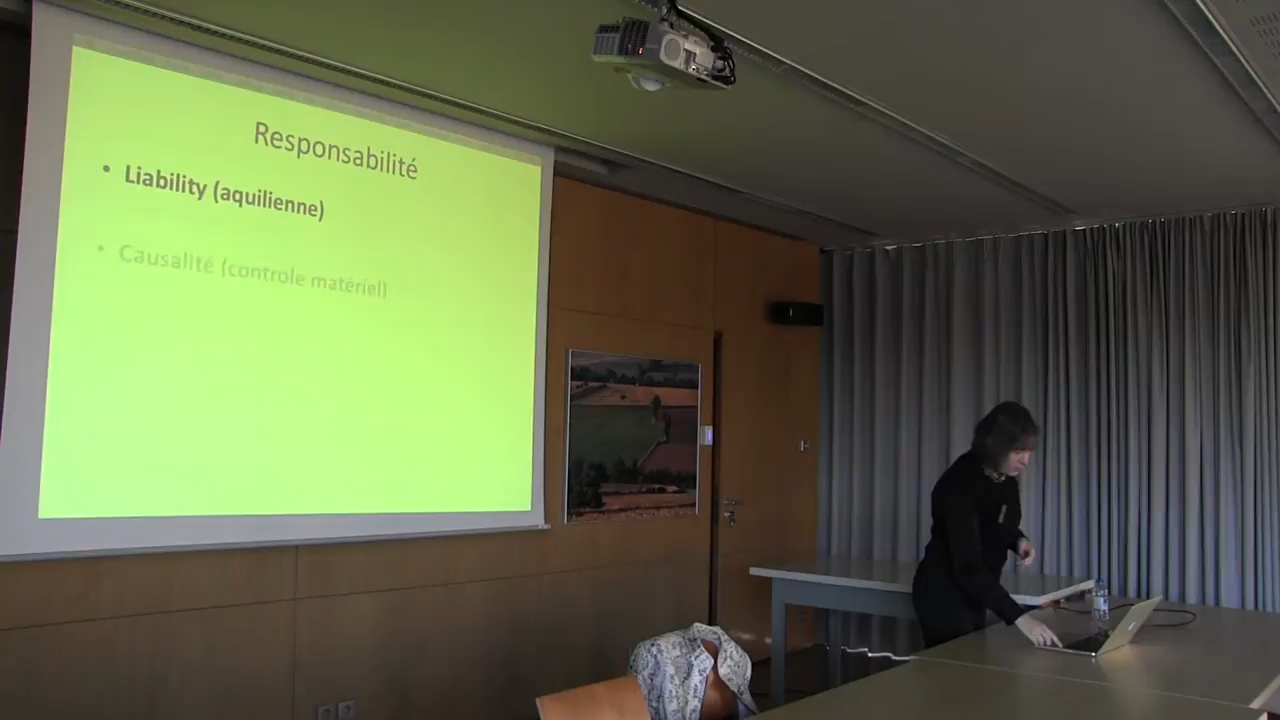 Responsabilité
• Liability (aquilienne)
• Causalité (controle matériel)